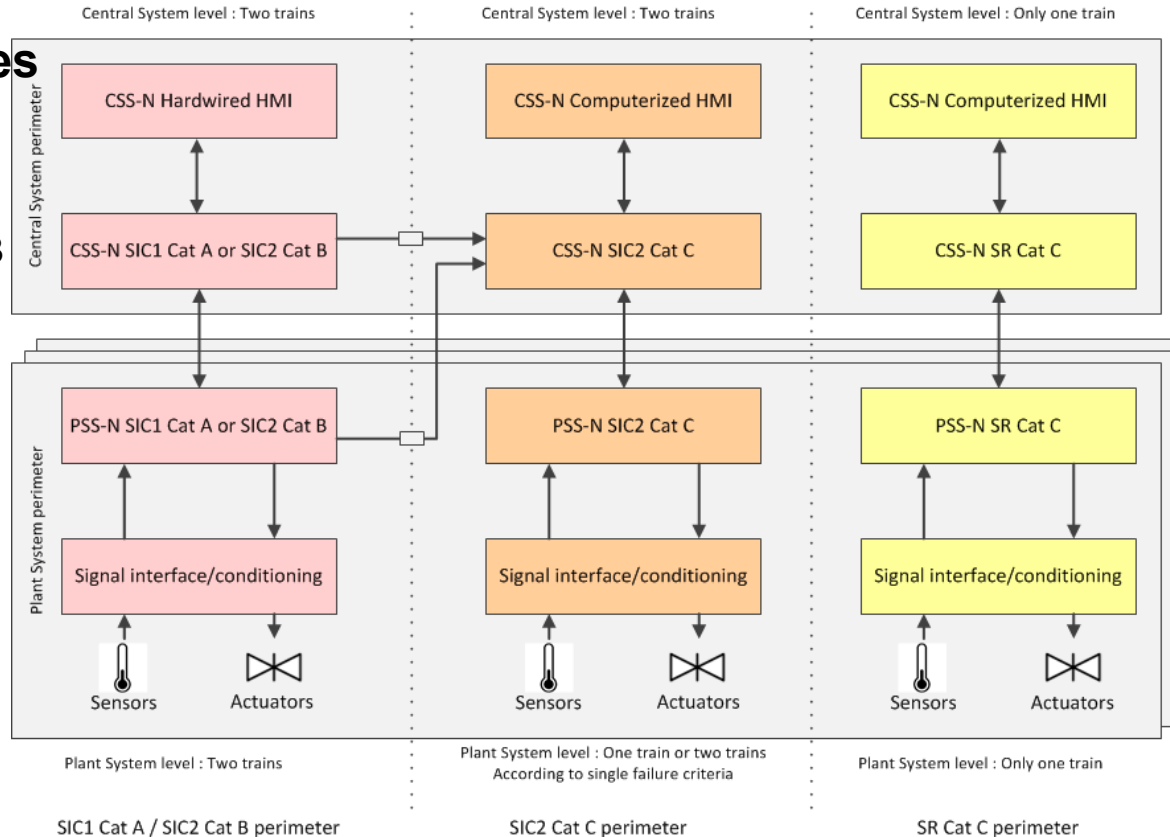 Central System level : Two trains
Central System level : Two trains
Central System level : Only one train
es
s
Central System perimeter
CSS-N Hardwired HMI
CSS-N Computerized HMI
CSS-N Computerized HMI
CSS-N SIC1 Cat A or SIC2 Cat B
CSS-N SIC2 Cat C
CSS-N SR Cat C
Plant System perimeter
PSS-N SIC1 Cat A or SIC2 Cat B
PSS-N SIC2 Cat C
PSS-N SR Cat C
Signal interface/conditioning
Signal interface/conditioning
Signal interface/conditioning
Sensors
Actuators
Sensors
Actuators
Sensors
Actuators
Plant System level : Two trains
Plant System level : One train or two trains
According to single failure criteria
Plant System level : Only one train
SIC1 Cat A / SIC2 Cat B perimeter
SIC2 Cat C perimeter
SR Cat C perimeter